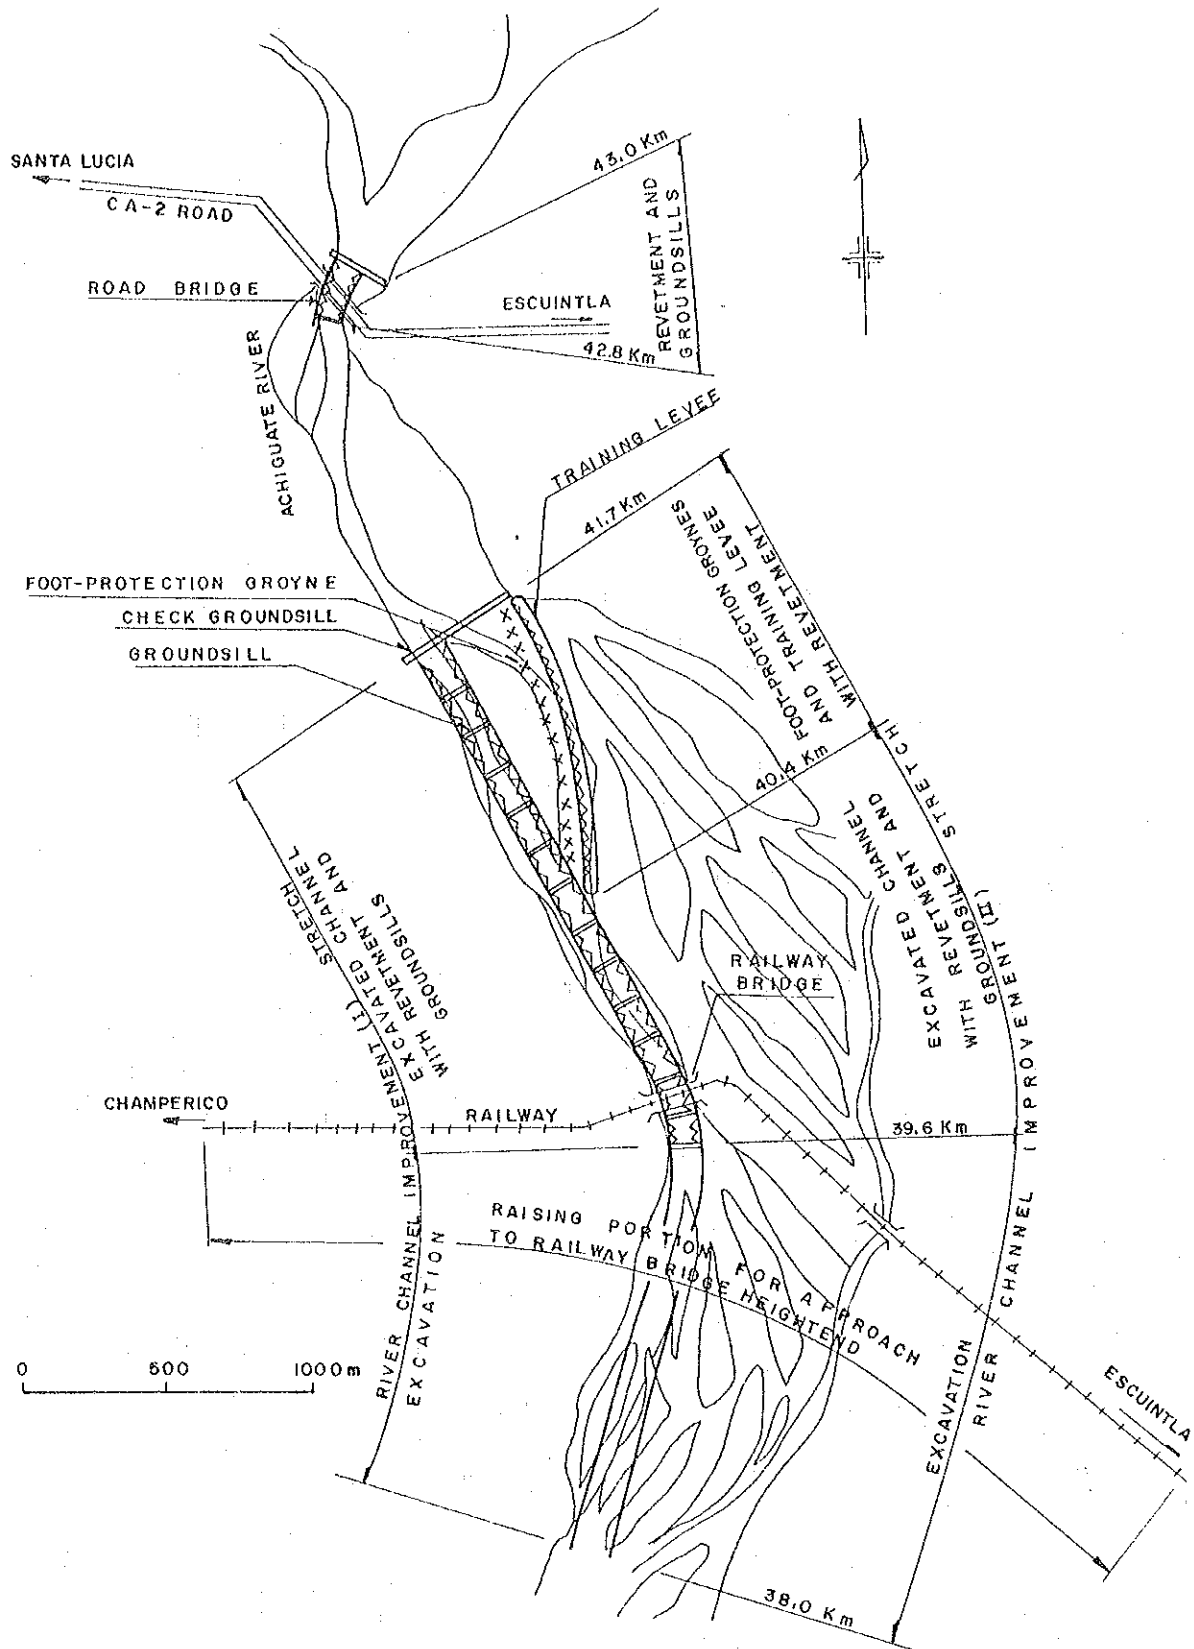 43.0 Km
SANTA LUCIA
CA-2 ROAD
REVETMENT AND
GROUNDSILLS
ROAD BRIDGE
ESCUINTLA
42.8 Km
ACHIGUATE RIVER
TRAINING LEVEE
41.7 Km
FOOT-PROTECTION GROYNES
AND TRAINING LEVEE
WITH REVETMENT
FOOT-PROTECTION GROYNE
CHECK GROUNDSILL
GROUNDSILL
40.4 Km
STRETCH
EXCAVATED CHANNEL
WITH REVETMENT AND
GROUNDSILLS
RIVER CHANNEL IMPROVEMENT (I)
STRETCH
EXCAVATED CHANNEL
WITH REVETMENT AND
GROUNDSILLS
RIVER CHANNEL IMPROVEMENT (II)
RAILWAY
BRIDGE
CHAMPERICO
RAILWAY
39.6 Km
RAISING PORTION FOR APPROACH
TO RAILWAY BRIDGE HEIGHTEND
EXCAVATION
EXCAVATION
0 500 1000m
ESCUINTLA
38.0 Km